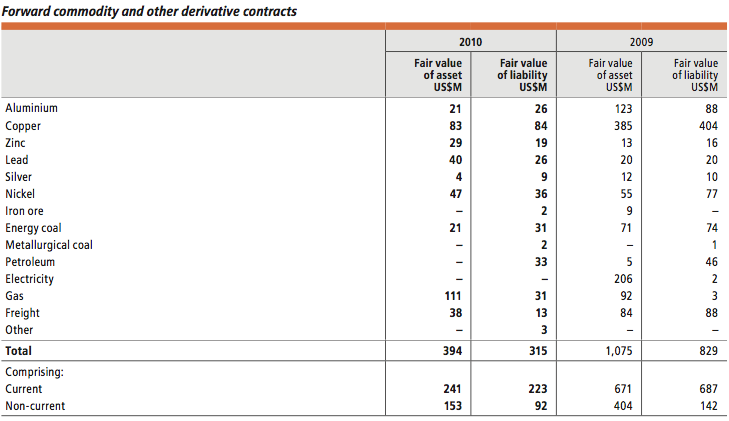 Forward commodity and other derivative contracts
2010 2009
Fair value of asset US$M Fair value of liability US$M Fair value of asset US$M Fair value of liability US$M
Aluminium 21 26 123 88
Copper 83 84 385 404
Zinc 29 19 13 16
Lead 40 26 20 20
Silver 4 9 12 10
Nickel 47 36 55 77
Iron ore – 2 9 –
Energy coal 21 31 71 74
Metallurgical coal – 2 – 1
Petroleum – 33 5 46
Electricity – – 206 2
Gas 111 31 92 3
Freight 38 13 84 88
Other – 3 – –
Total 394 315 1,075 829
Comprising:
Current 241 223 671 687
Non-current 153 92 404 142